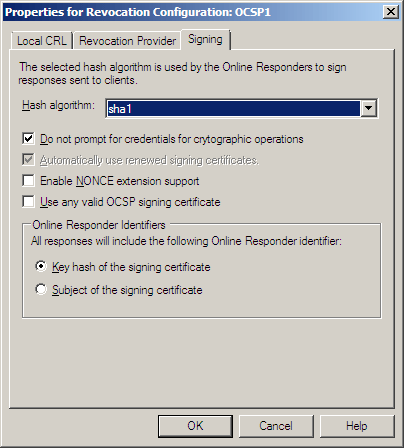 Properties for Revocation Configuration: OCSP1
Local CRL
Revocation Provider
Signing
The selected hash algorithm is used by the Online Responders to sign
responses sent to clients.
Hash algorithm:
sha1
Do not prompt for credentials for crytographic operations
Automatically use renewed signing certificates.
Enable NONCE extension support
Use any valid OCSP signing certificate
Online Responder Identifiers
All responses will include the following Online Responder identifier:
Key hash of the signing certificate
Subject of the signing certificate
OK
Cancel
Help